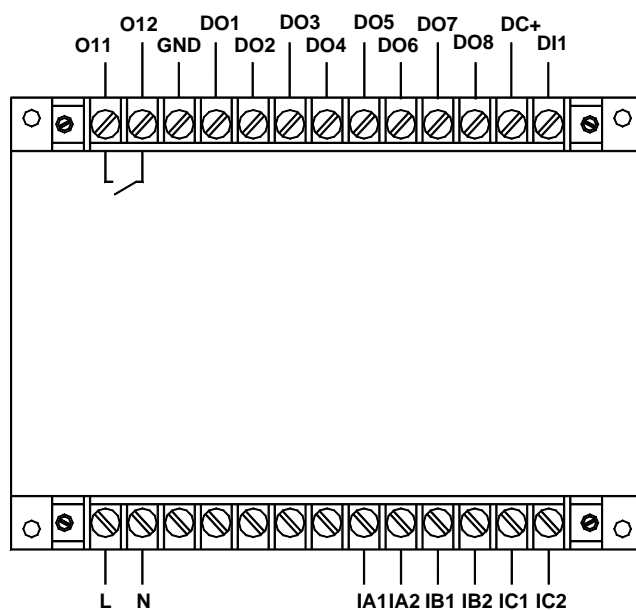 O12 DO1 DO3 DO5 DO7 DC+
O11 GND DO2 DO4 DO6 DO8 DI1
L N IA1 IA2 IB1 IB2 IC1 IC2